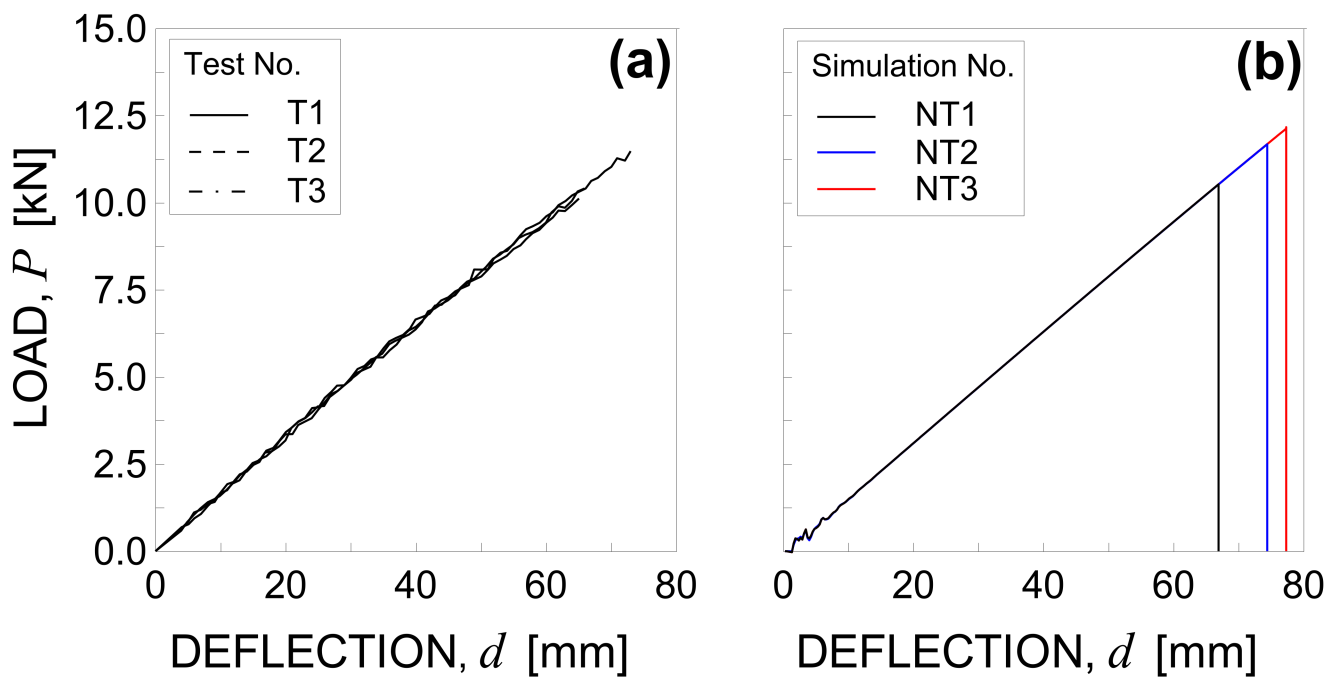 15.0
12.5
10.0
7.5
5.0
2.5
0.0
LOAD, P [kN]
Test No.
T1
T2
T3
(a)
0 20 40 60 80
DEFLECTION, d [mm]
Simulation No.
NT1
NT2
NT3
(b)
0 20 40 60 80
DEFLECTION, d [mm]